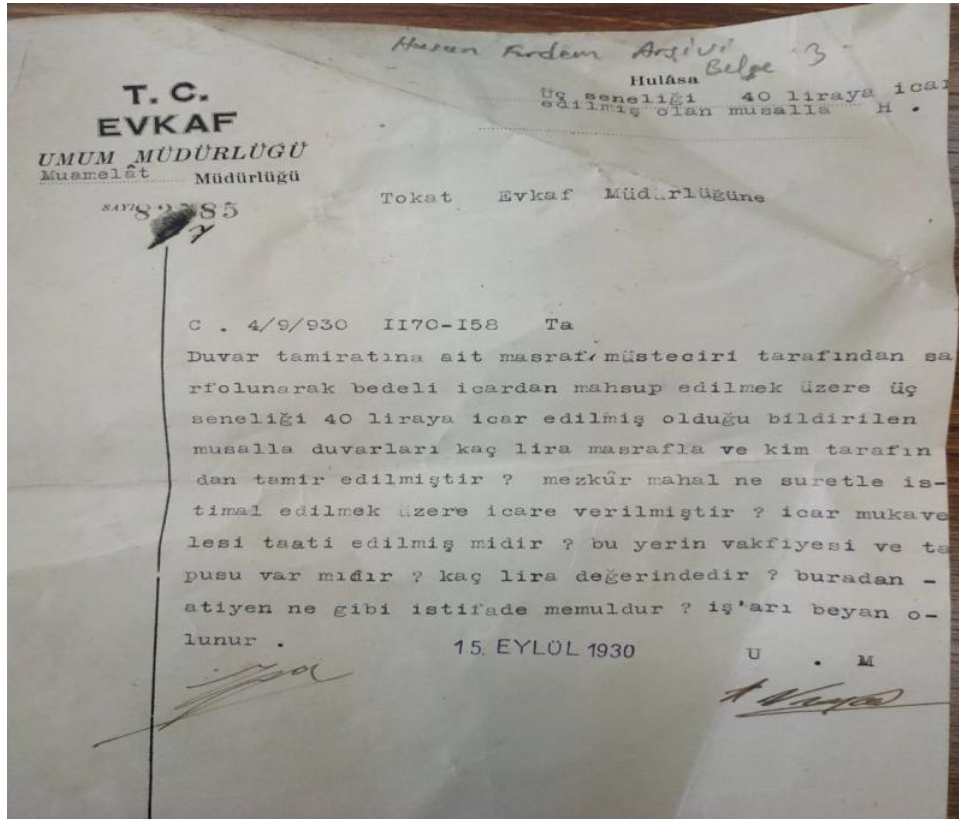 Hasan Erdem Arşivi
Belge 3
T. C.
EVKAF
UMUM MÜDÜRLÜĞÜ
Muamelât Müdürlüğü
SAYI
Hulâsa
Üç seneliği 40 liraya icar
edilmiş olan musalla H .
Tokat Evkaf Müdürlüğüne
C . 4/9/930 II70-I58 Ta
Duvar tamiratına ait masraf müsteciri tarafından sa
rfolunarak bedeli icardan mahsup edilmek üzere üç
seneliği 40 liraya icar edilmiş olduğu bildirilen
musalla duvarları kaç lira masrafla ve kim tarafın
dan tamir edilmiştir ? mezkûr mahal ne suretle is-
timal edilmek üzere icare verilmiştir ? icar mukave
lesi taati edilmiş midir ? bu yerin vakfiyesi ve ta
pusu var mıdır ? kaç lira değerindedir ? buradan -
atiyen ne gibi istifade memuldur ? iş'arı beyan o-
lunur .
15. EYLÜL 1930
U . M